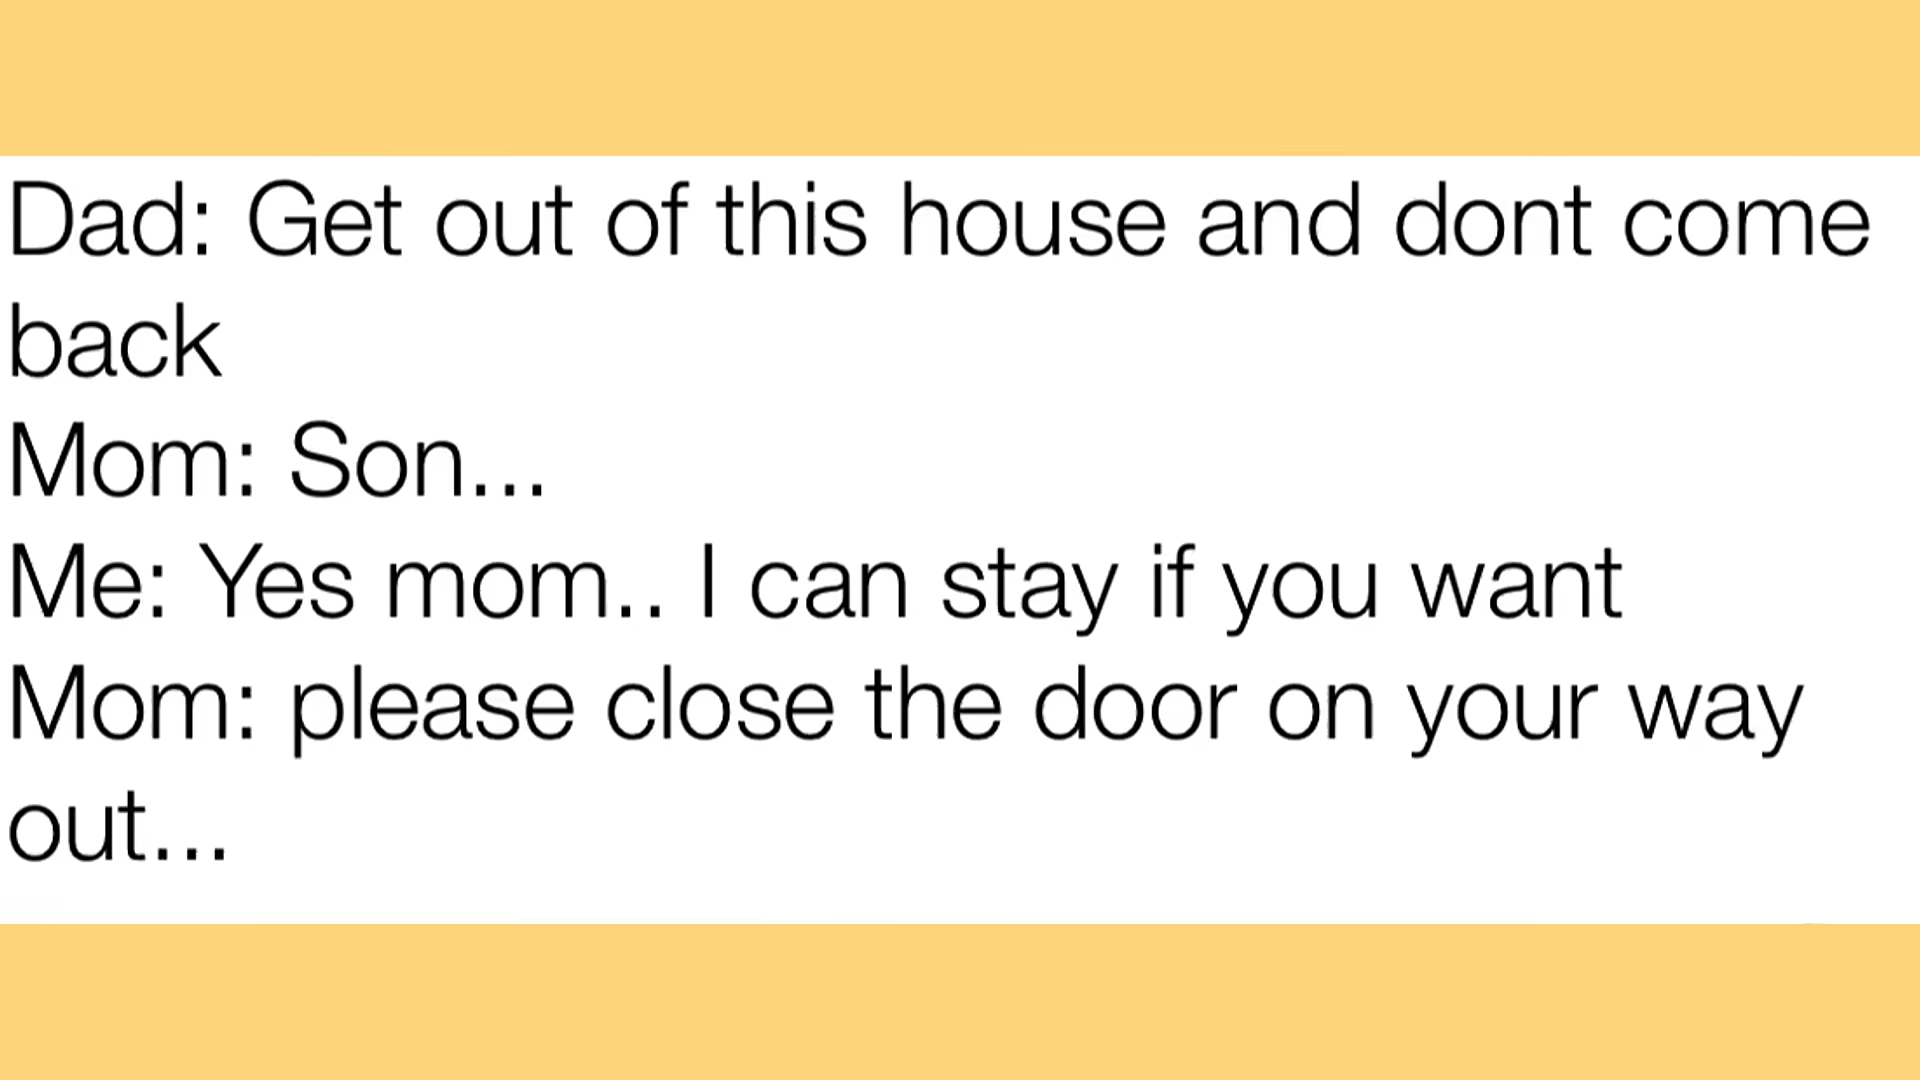 Dad: Get out of this house and dont come
back
Mom: Son...
Me: Yes mom.. I can stay if you want
Mom: please close the door on your way
out...